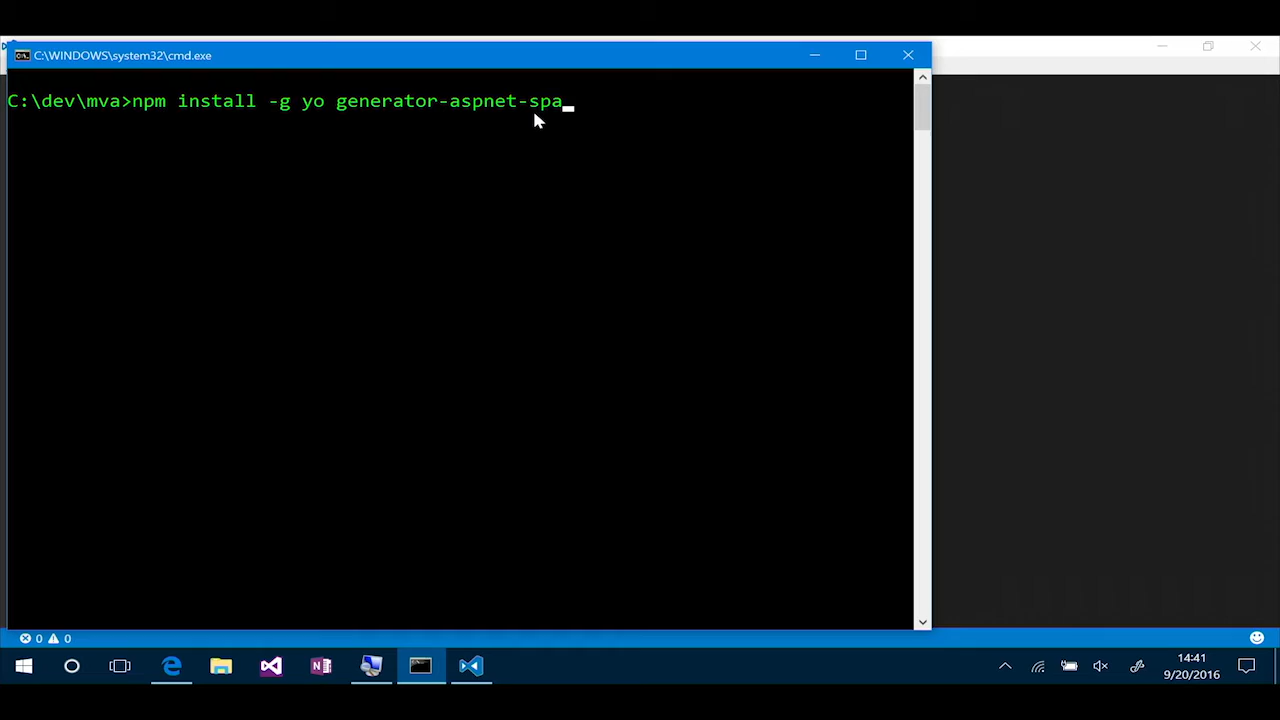 C:\WINDOWS\system32\cmd.exe
C:\dev\mva>npm install -g yo generator-aspnet-spa
0 0
N
14:41
9/20/2016